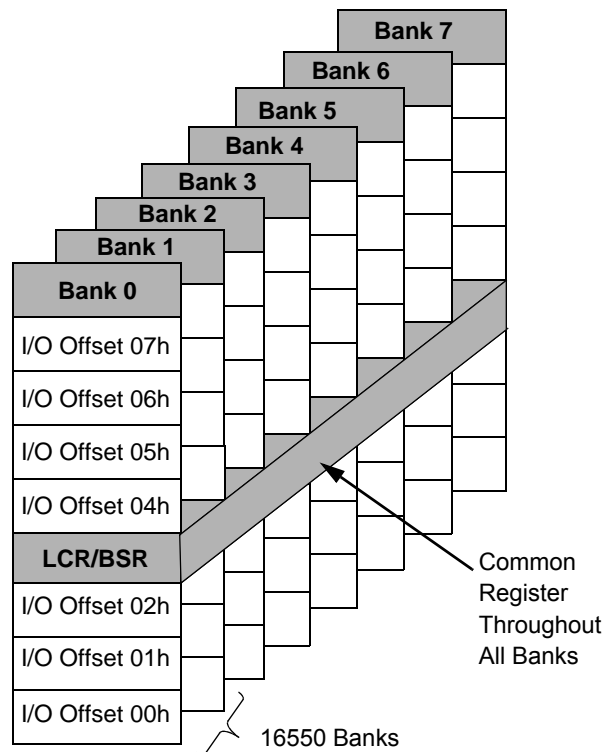 Bank 7
Bank 6
Bank 5
Bank 4
Bank 3
Bank 2
Bank 1
Bank 0
I/O Offset 07h
I/O Offset 06h
I/O Offset 05h
I/O Offset 04h
LCR/BSR
I/O Offset 02h
I/O Offset 01h
I/O Offset 00h
Common
Register
Throughout
All Banks
16550 Banks